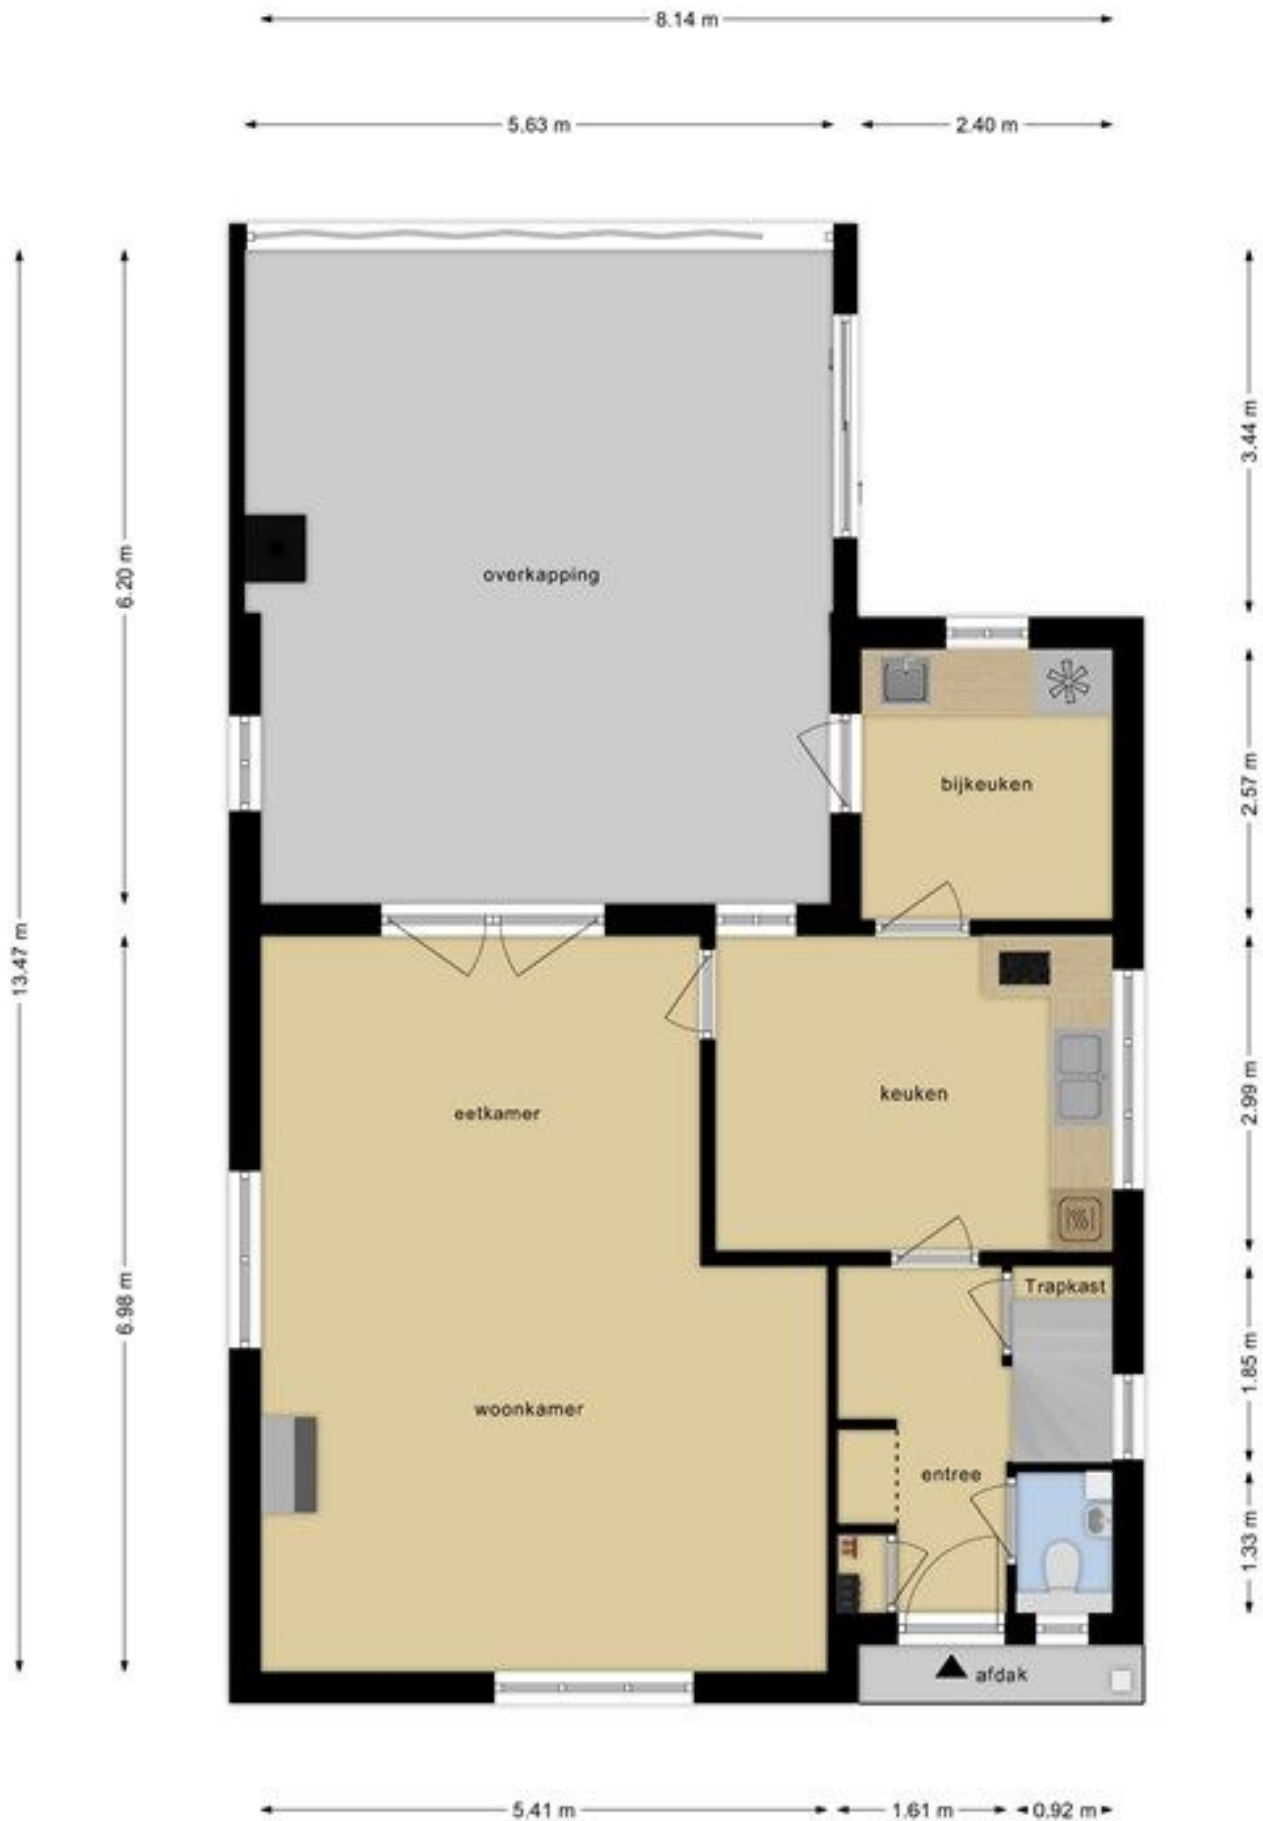 8.14 m
5.63 m
2.40 m
3.44 m
6.20 m
overkapping
2.57 m
bijkeuken
13.47 m
keuken
2.99 m
eetkamer
6.98 m
Trapkast
1.85 m
woonkamer
entree
1.33 m
afdak
5.41 m
1.61 m
0.92 m